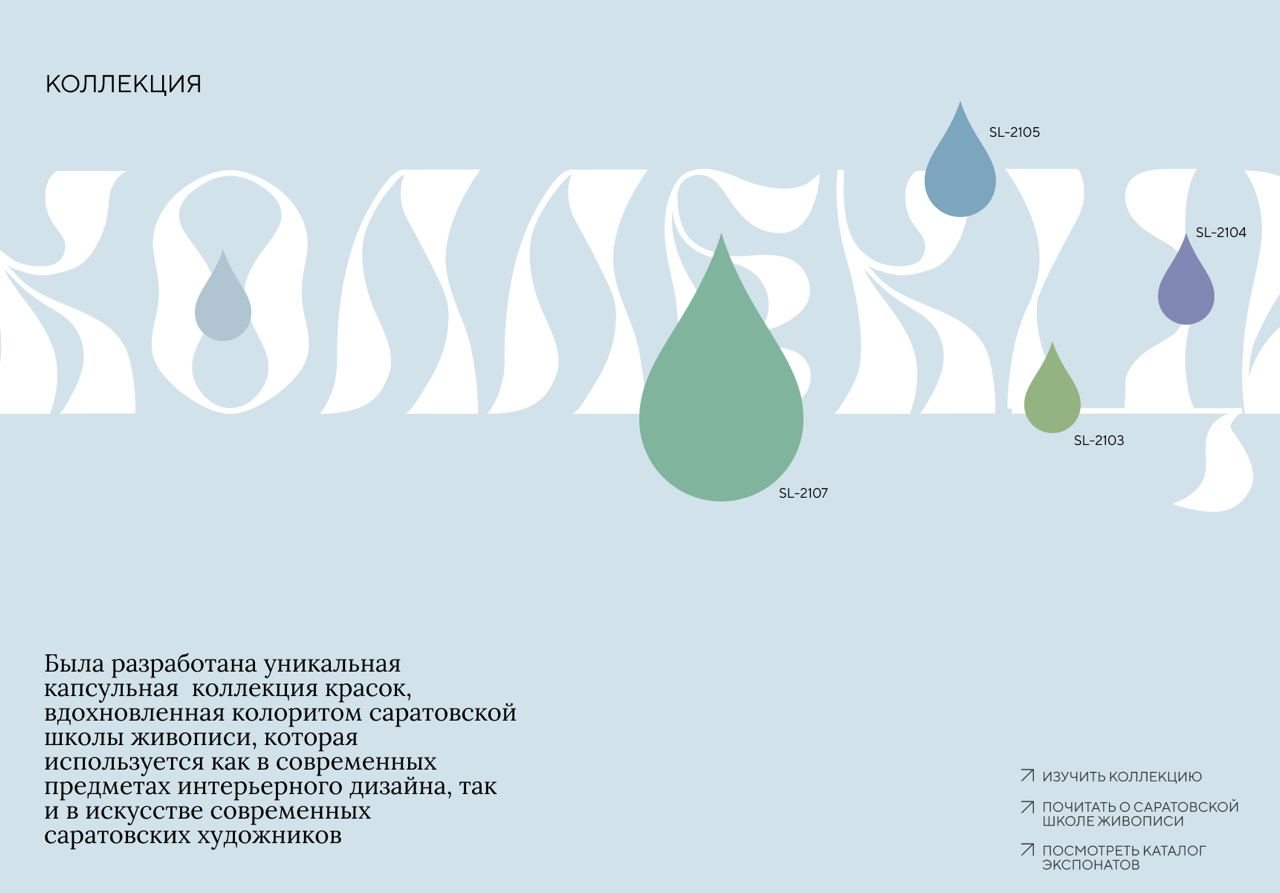 КОЛЛЕКЦИЯ
SL-2105
КОЛЛЕКЦ
SL-2104
SL-2103
SL-2107
Была разработана уникальная
капсульная коллекция красок,
вдохновленная колоритом саратовской
школы живописи, которая
используется как в современных
предметах интерьерного дизайна, так
и в искусстве современных
саратовских художников
ИЗУЧИТЬ КОЛЛЕКЦИЮ
ПОЧИТАТЬ О САРАТОВСКОЙ
ШКОЛЕ ЖИВОПИСИ
ПОСМОТРЕТЬ КАТАЛОГ
ЭКСПОНАТОВ